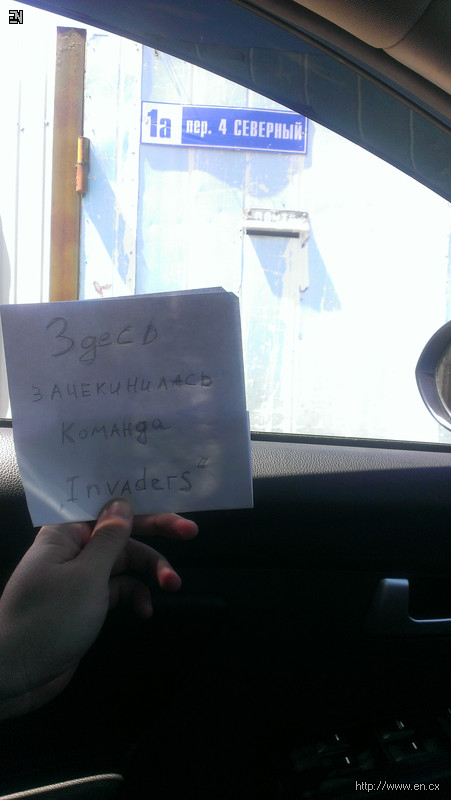 EN
1а пер. 4 СЕВЕРНЫЙ
Здесь
зачекинилась
команда
„Invaders“
http://www.en.cx